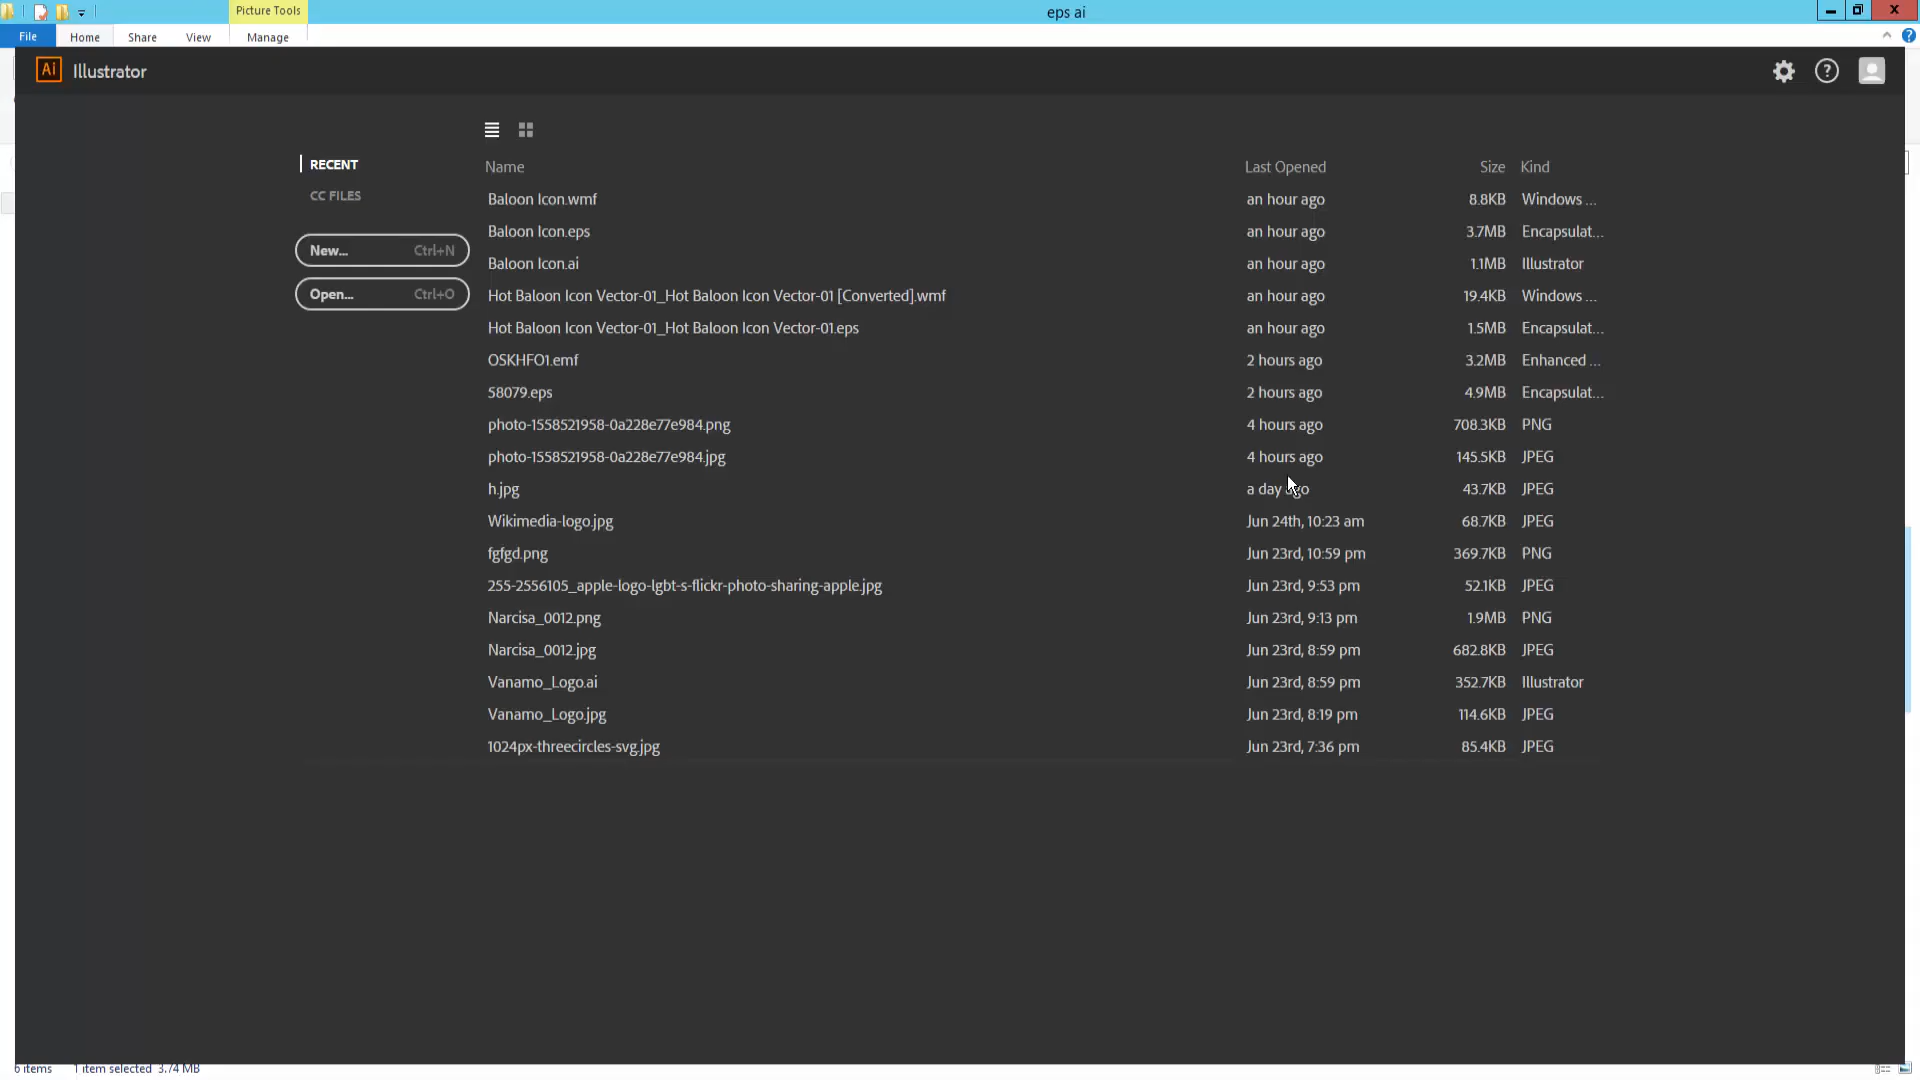 Picture Tools
eps ai
File Home Share View Manage
Ai Illustrator
RECENT
CC FILES
New... Ctrl+N
Open... Ctrl+O
Name Last Opened Size Kind
Baloon Icon.wmf an hour ago 8.8KB Windows ...
Baloon Icon.eps an hour ago 3.7MB Encapsulat...
Baloon Icon.ai an hour ago 1.1MB Illustrator
Hot Baloon Icon Vector-01_Hot Baloon Icon Vector-01 [Converted].wmf an hour ago 19.4KB Windows ...
Hot Baloon Icon Vector-01_Hot Baloon Icon Vector-01.eps an hour ago 1.5MB Encapsulat...
OSKHFO1.emf 2 hours ago 3.2MB Enhanced ...
58079.eps 2 hours ago 4.9MB Encapsulat...
photo-1558521958-0a228e77e984.png 4 hours ago 708.3KB PNG
photo-1558521958-0a228e77e984.jpg 4 hours ago 145.5KB JPEG
h.jpg a day ago 43.7KB JPEG
Wikimedia-logo.jpg Jun 24th, 10:23 am 68.7KB JPEG
fgfgd.png Jun 23rd, 10:59 pm 369.7KB PNG
255-2556105_apple-logo-lgbt-s-flickr-photo-sharing-apple.jpg Jun 23rd, 9:53 pm 52.1KB JPEG
Narcisa_0012.png Jun 23rd, 9:13 pm 1.9MB PNG
Narcisa_0012.jpg Jun 23rd, 8:59 pm 682.8KB JPEG
Vanamo_Logo.ai Jun 23rd, 8:59 pm 352.7KB Illustrator
Vanamo_Logo.jpg Jun 23rd, 8:19 pm 114.6KB JPEG
1024px-threecircles-svg.jpg Jun 23rd, 7:36 pm 85.4KB JPEG
6 items 1 item selected 3.74 MB